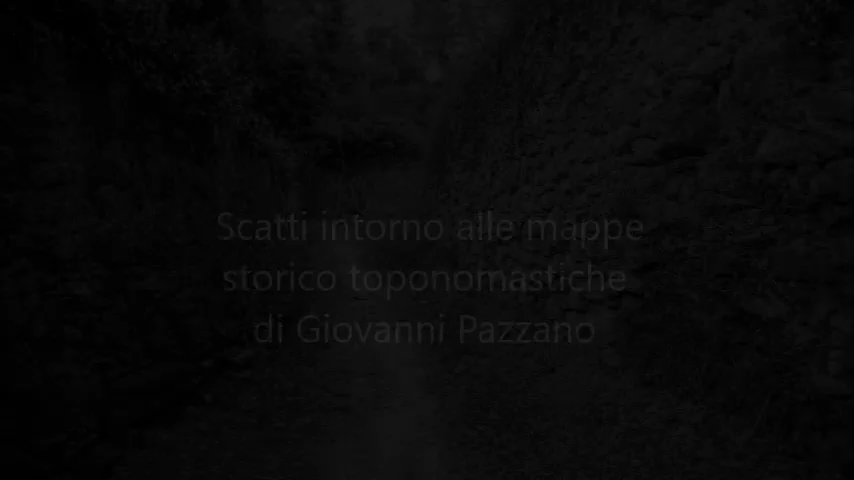 Scatti intorno alle mappe
storico toponomastiche
di Giovanni Pazzano